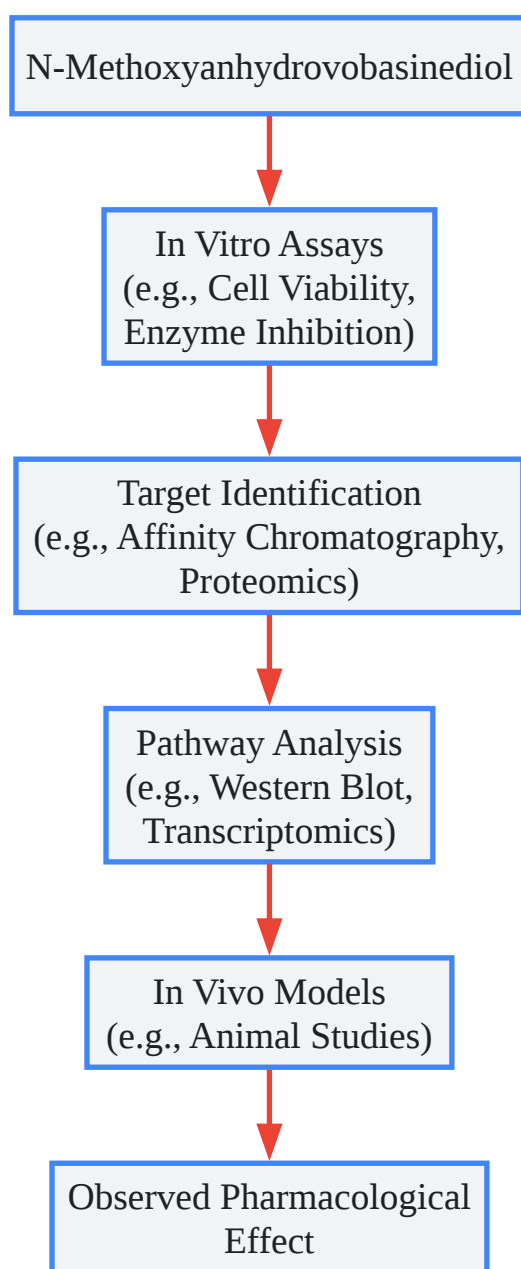 N-Methoxyanhydrovobasinediol
In Vitro Assays
(e.g., Cell Viability,
Enzyme Inhibition)
Target Identification
(e.g., Affinity Chromatography,
Proteomics)
Pathway Analysis
(e.g., Western Blot,
Transcriptomics)
In Vivo Models
(e.g., Animal Studies)
Observed Pharmacological
Effect